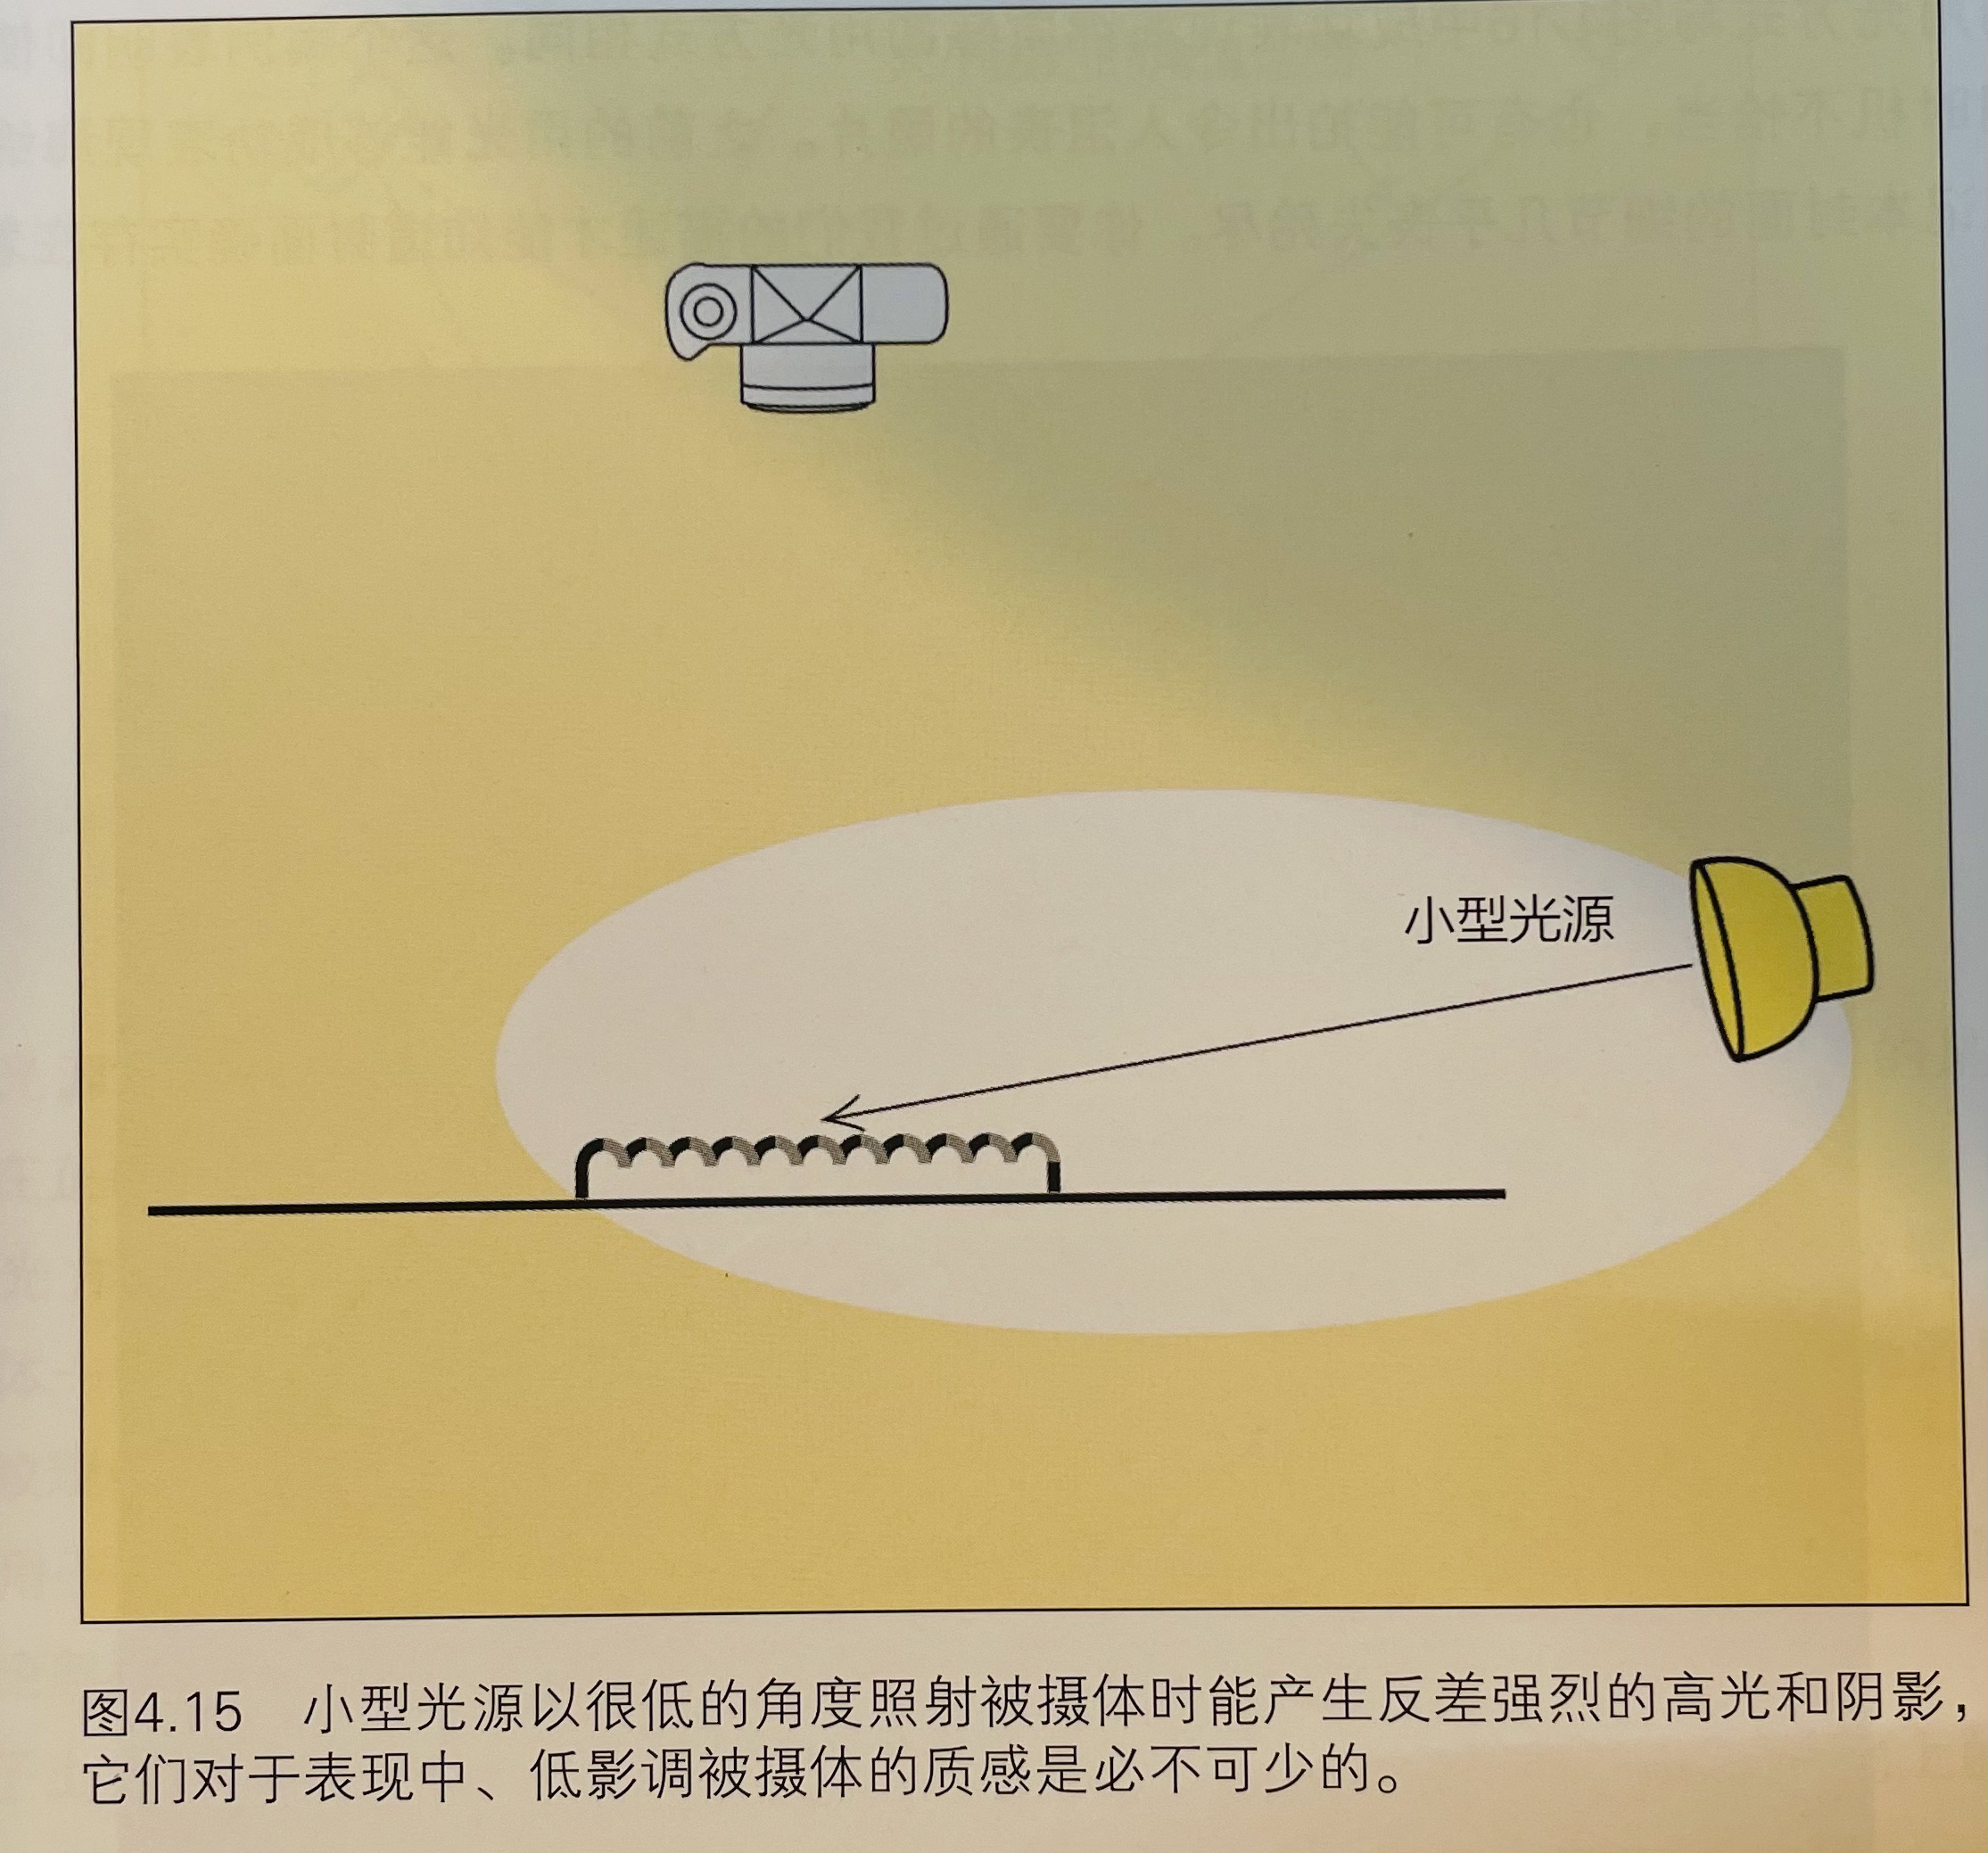 小型光源
图4.15 小型光源以很低的角度照射被摄体时能产生反差强烈的高光和阴影，
它们对于表现中、低影调被摄体的质感是必不可少的。